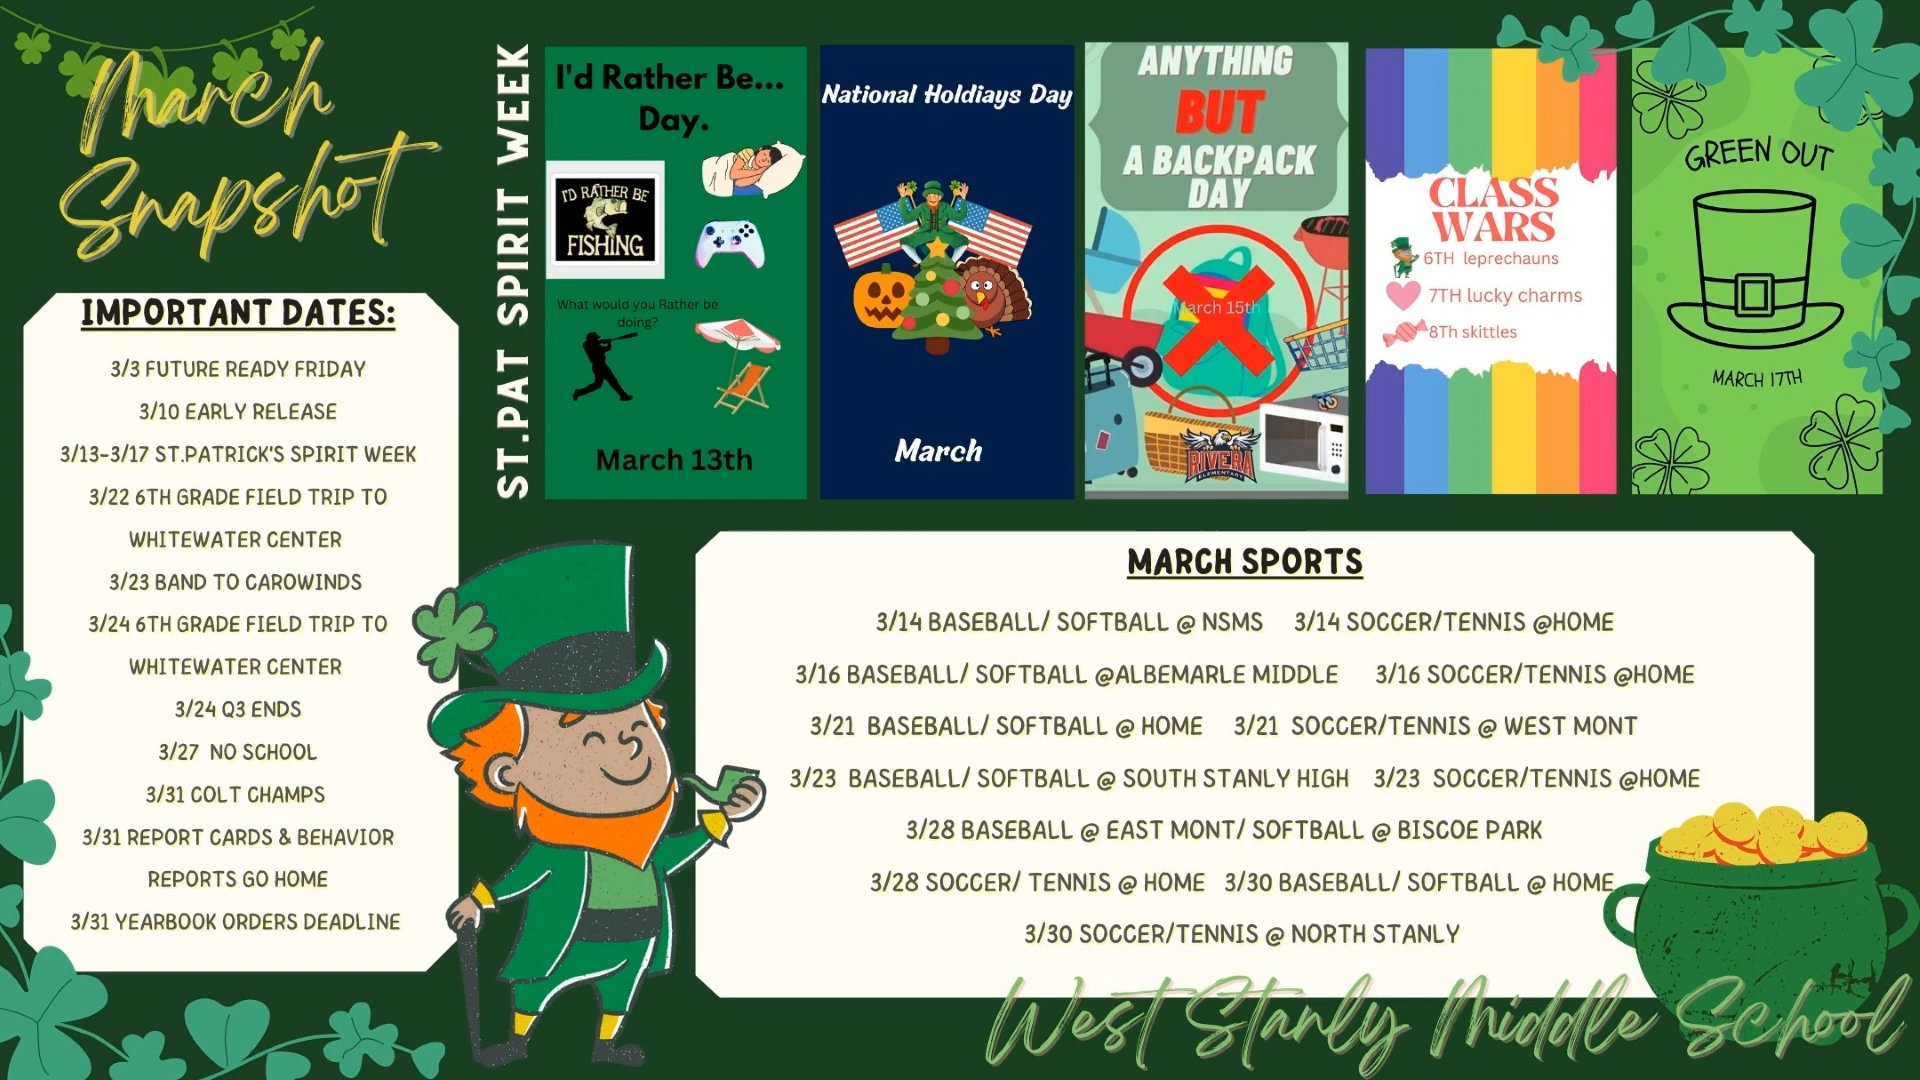 March
Snapshot
IMPORTANT DATES:
3/3 FUTURE READY FRIDAY
3/10 EARLY RELEASE
3/13-3/17 ST.PATRICK'S SPIRIT WEEK
3/22 6TH GRADE FIELD TRIP TO
WHITEWATER CENTER
3/23 BAND TO CAROWINDS
3/24 6TH GRADE FIELD TRIP TO
WHITEWATER CENTER
3/24 Q3 ENDS
3/27 NO SCHOOL
3/31 COLT CHAMPS
3/31 REPORT CARDS & BEHAVIOR
REPORTS GO HOME
3/31 YEARBOOK ORDERS DEADLINE
ST.PAT SPIRIT WEEK
I'd Rather Be...
Day.
I'D RATHER BE
FISHING
What would you Rather be
doing?
March 13th
National Holdiays Day
March
ANYTHING
BUT
A BACKPACK
DAY
March 15th
RIVERA
ELEMENTARY
CLASS
WARS
6TH leprechauns
7TH lucky charms
8Th skittles
GREEN OUT
MARCH 17TH
MARCH SPORTS
3/14 BASEBALL/ SOFTBALL @ NSMS 3/14 SOCCER/TENNIS @HOME
3/16 BASEBALL/ SOFTBALL @ALBEMARLE MIDDLE 3/16 SOCCER/TENNIS @HOME
3/21 BASEBALL/ SOFTBALL @ HOME 3/21 SOCCER/TENNIS @ WEST MONT
3/23 BASEBALL/ SOFTBALL @ SOUTH STANLY HIGH 3/23 SOCCER/TENNIS @HOME
3/28 BASEBALL @ EAST MONT/ SOFTBALL @ BISCOE PARK
3/28 SOCCER/ TENNIS @ HOME 3/30 BASEBALL/ SOFTBALL @ HOME
3/30 SOCCER/TENNIS @ NORTH STANLY
West Stanly Middle School